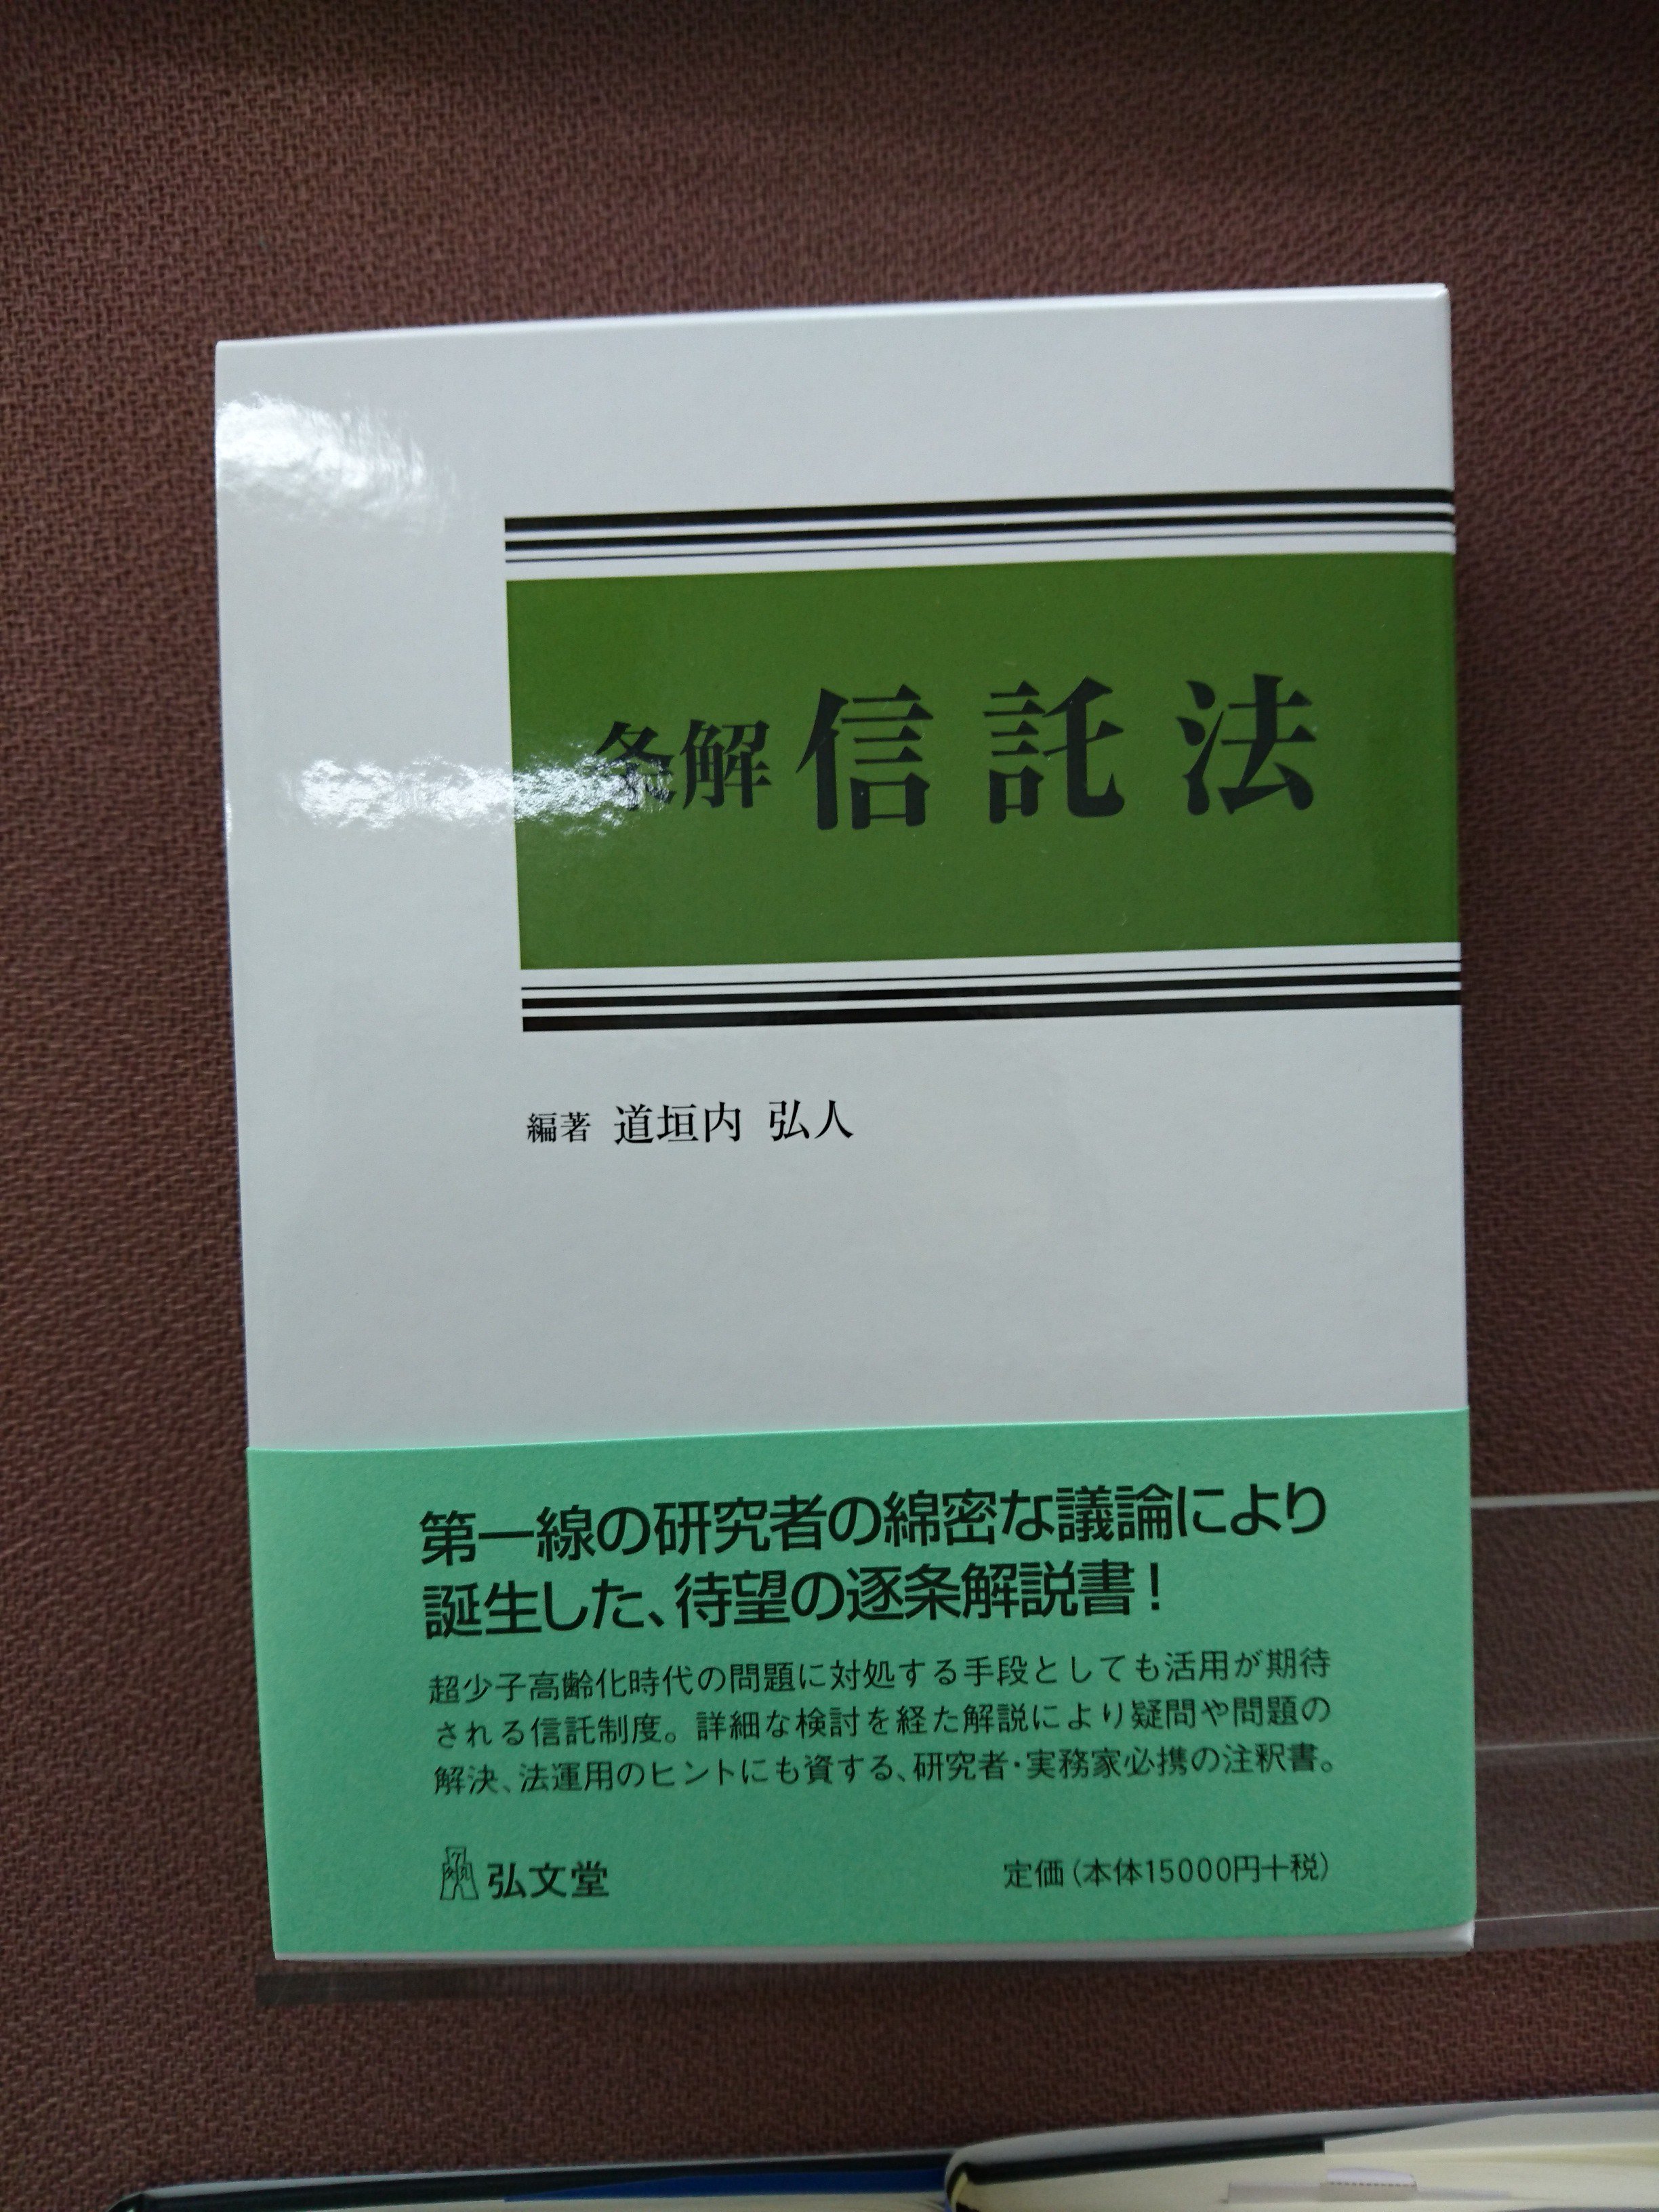 条解 信託法
編著 道垣内 弘人
第一線の研究者の綿密な議論により
誕生した、待望の逐条解説書!
超少子高齢化時代の問題に対処する手段としても活用が期待
される信託制度。詳細な検討を経た解説により疑問や問題の
解決、法運用のヒントにも資する、研究者・実務家必携の注釈書。
弘文堂
定価(本体15000円+税)